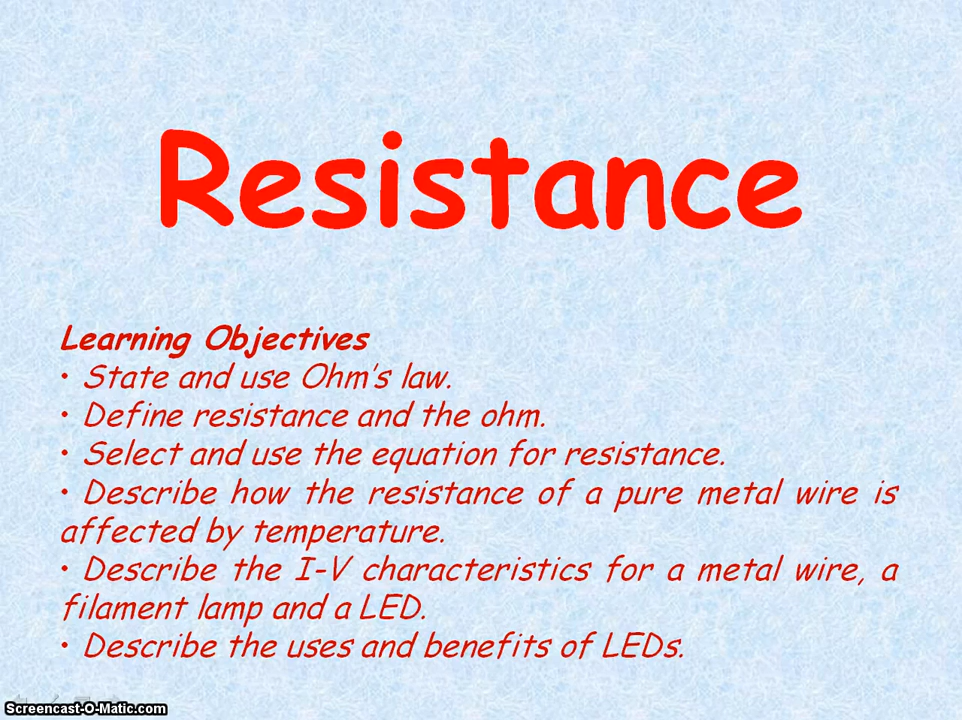 Resistance
Learning Objectives
• State and use Ohm's law.
• Define resistance and the ohm.
• Select and use the equation for resistance.
• Describe how the resistance of a pure metal wire is
affected by temperature.
• Describe the I-V characteristics for a metal wire, a
filament lamp and a LED.
• Describe the uses and benefits of LEDs.
Screencast-O-Matic.com